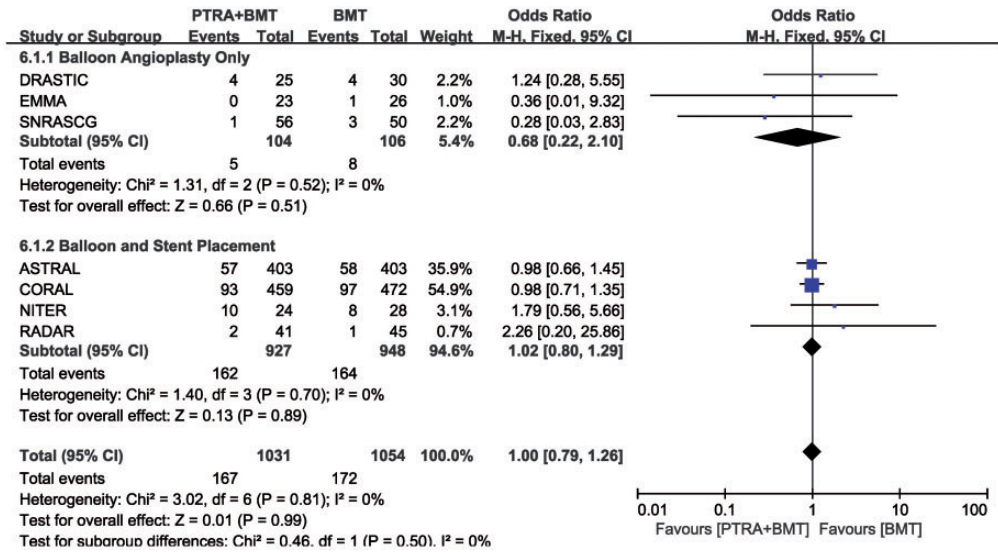 PTRA+BMT BMT Odds Ratio Odds Ratio
Study or Subgroup Events Total Events Total Weight M-H. Fixed. 95% CI M-H. Fixed. 95% CI
6.1.1 Balloon Angioplasty Only
DRASTIC 4 25 4 30 2.2% 1.24 [0.28, 5.55]
EMMA 0 23 1 26 1.0% 0.36 [0.01, 9.32]
SNRASCG 1 56 3 50 2.2% 0.28 [0.03, 2.83]
Subtotal (95% CI) 104 106 5.4% 0.68 [0.22, 2.10]
Total events 5 8
Heterogeneity: Chi² = 1.31, df = 2 (P = 0.52); I² = 0%
Test for overall effect: Z = 0.66 (P = 0.51)
6.1.2 Balloon and Stent Placement
ASTRAL 57 403 58 403 35.9% 0.98 [0.66, 1.45]
CORAL 93 459 97 472 54.9% 0.98 [0.71, 1.35]
NITER 10 24 8 28 3.1% 1.79 [0.56, 5.66]
RADAR 2 41 1 45 0.7% 2.26 [0.20, 25.86]
Subtotal (95% CI) 927 948 94.6% 1.02 [0.80, 1.29]
Total events 162 164
Heterogeneity: Chi² = 1.40, df = 3 (P = 0.70); I² = 0%
Test for overall effect: Z = 0.13 (P = 0.89)
Total (95% CI) 1031 1054 100.0% 1.00 [0.79, 1.26]
Total events 167 172
Heterogeneity: Chi² = 3.02, df = 6 (P = 0.81); I² = 0%
Test for overall effect: Z = 0.01 (P = 0.99)
Test for subgroup differences: Chi² = 0.46. df = 1 (P = 0.50). I² = 0%
0.01 0.1 1 10 100
Favours [PTRA+BMT] Favours [BMT]